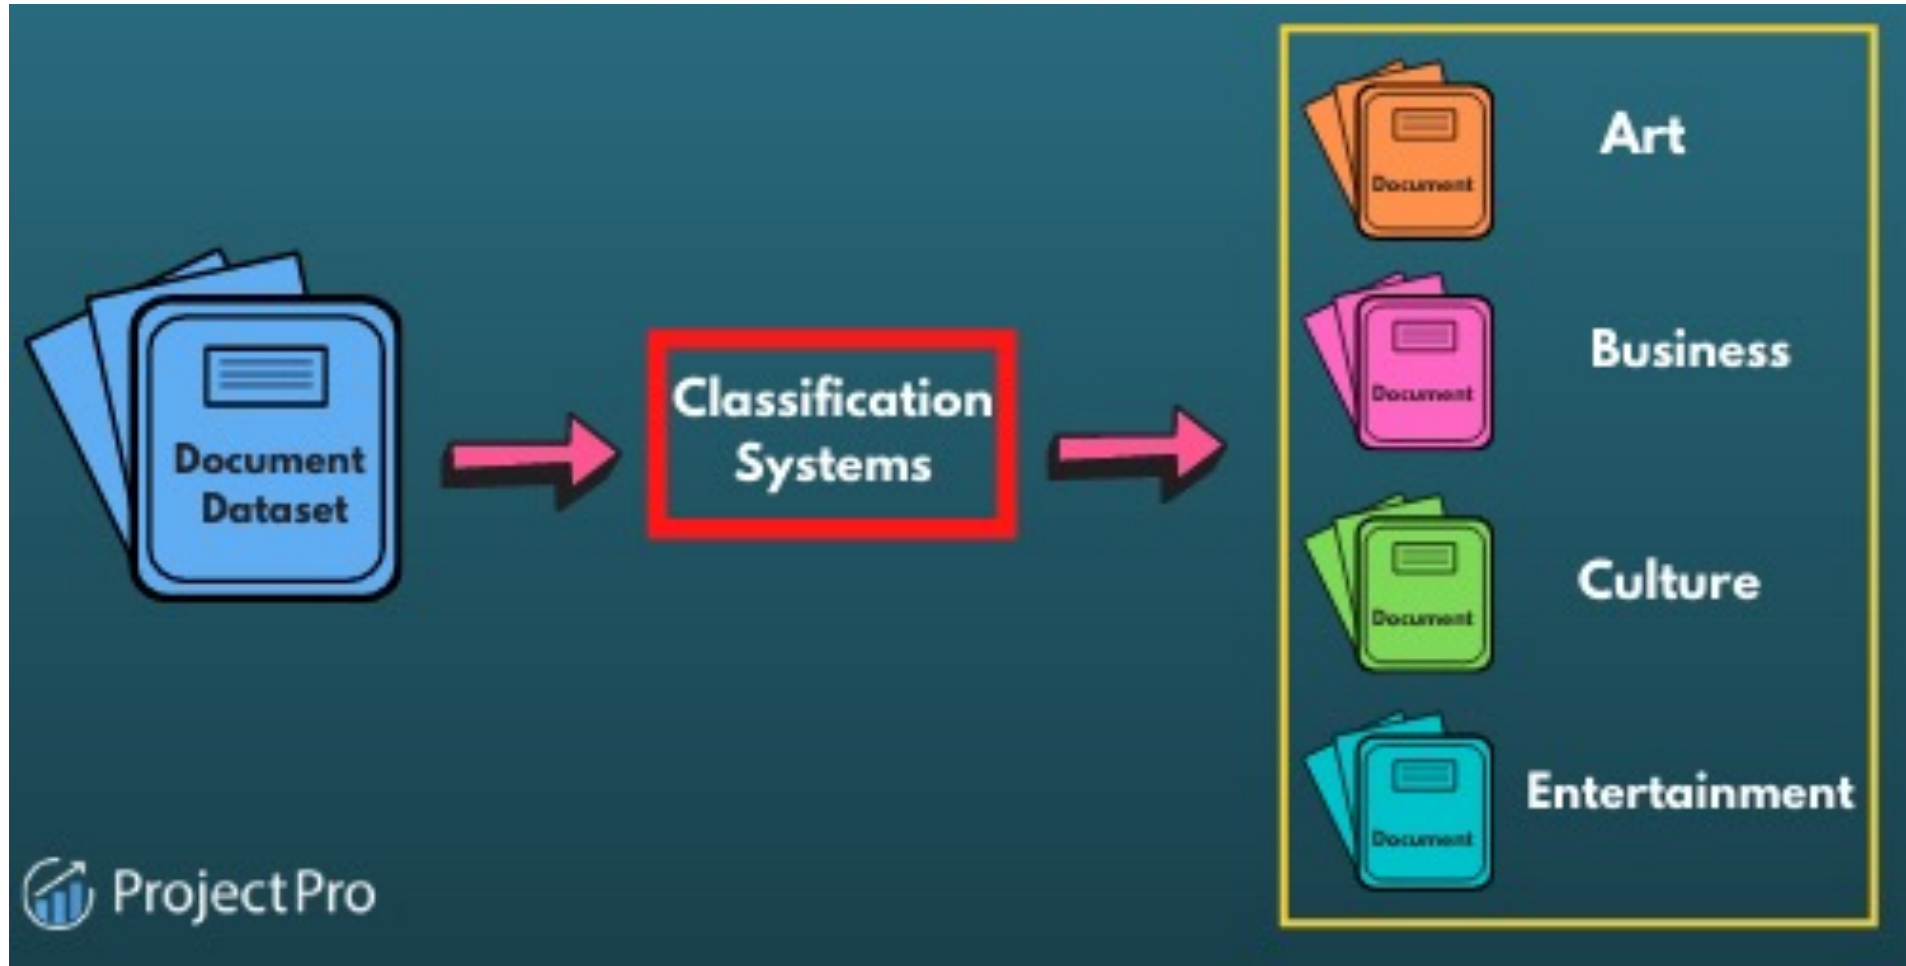 Document
Dataset
Classification
Systems
Document
Art
Document
Business
Document
Culture
Document
Entertainment
ProjectPro